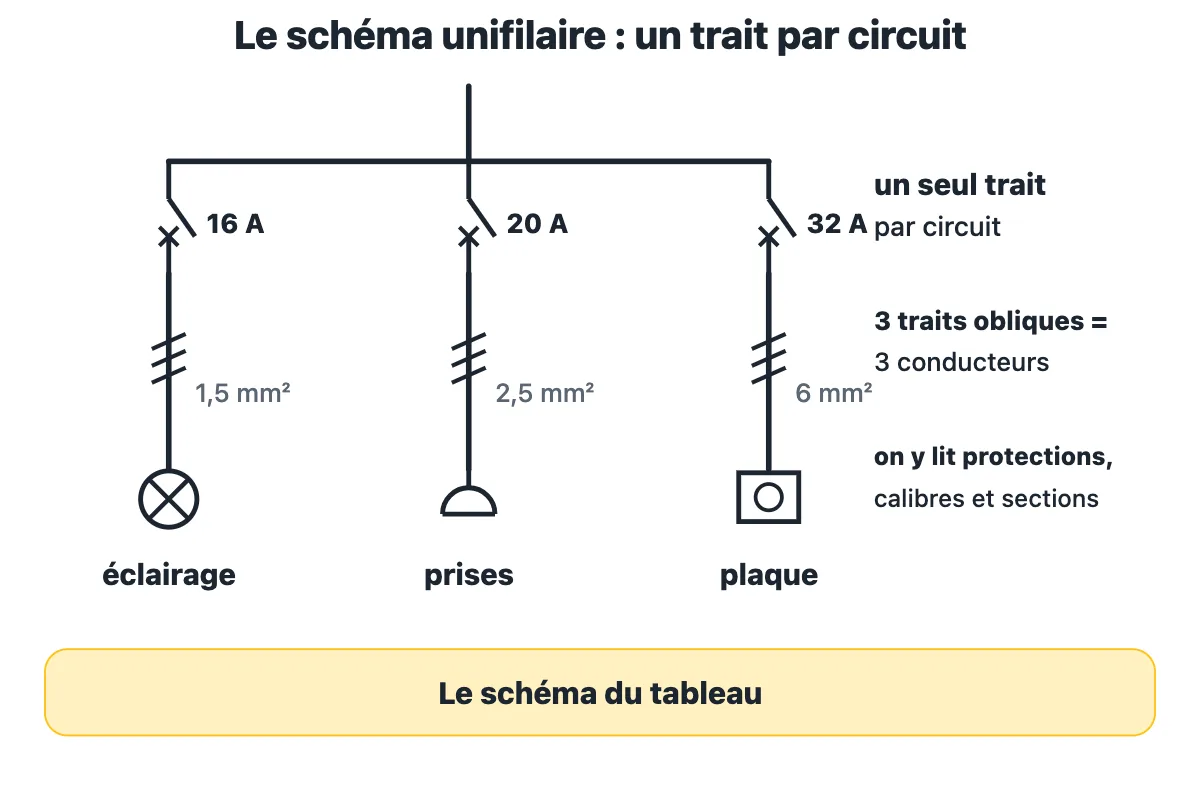 Le schéma unifilaire : un trait par circuit
16 A
20 A
32 A
un seul trait
par circuit
3 traits obliques =
3 conducteurs
1,5 mm²
2,5 mm²
6 mm²
on y lit protections,
calibres et sections
éclairage
prises
plaque
Le schéma du tableau